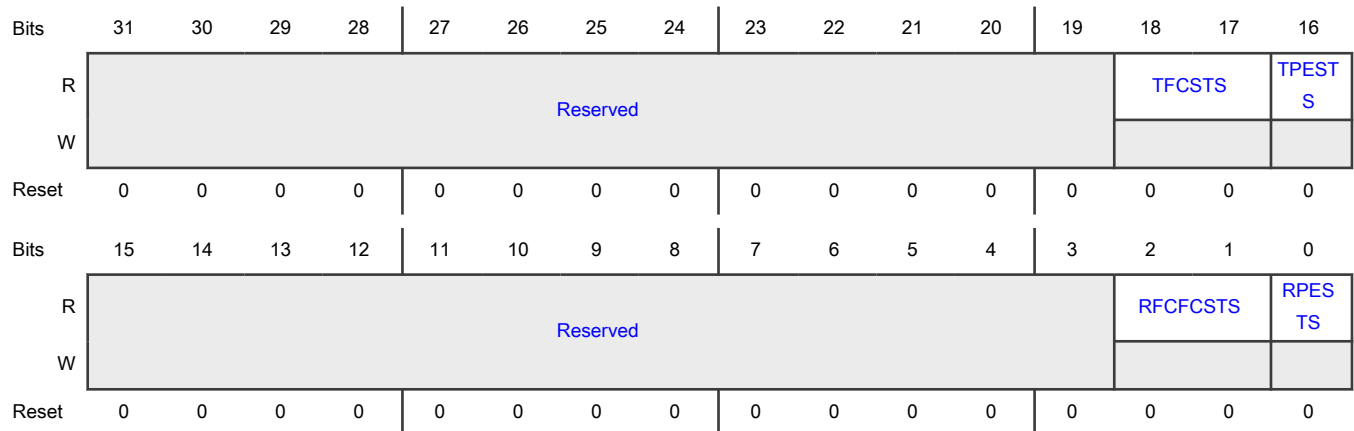 Bits 31 30 29 28 27 26 25 24 23 22 21 20 19 18 17 16
R Reserved TFCSTS TPEST
S
W
Reset 0 0 0 0 0 0 0 0 0 0 0 0 0 0 0 0
Bits 15 14 13 12 11 10 9 8 7 6 5 4 3 2 1 0
R Reserved RFCFCSTS RPES
TS
W
Reset 0 0 0 0 0 0 0 0 0 0 0 0 0 0 0 0